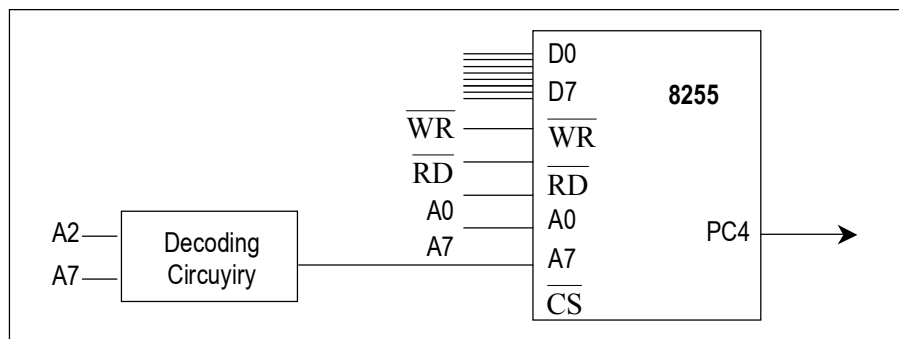 D0
D7
8255
WR
WR
RD
RD
A0
A0
A7
A7
PC4
CS
A2
A7
Decoding
Circuyiry